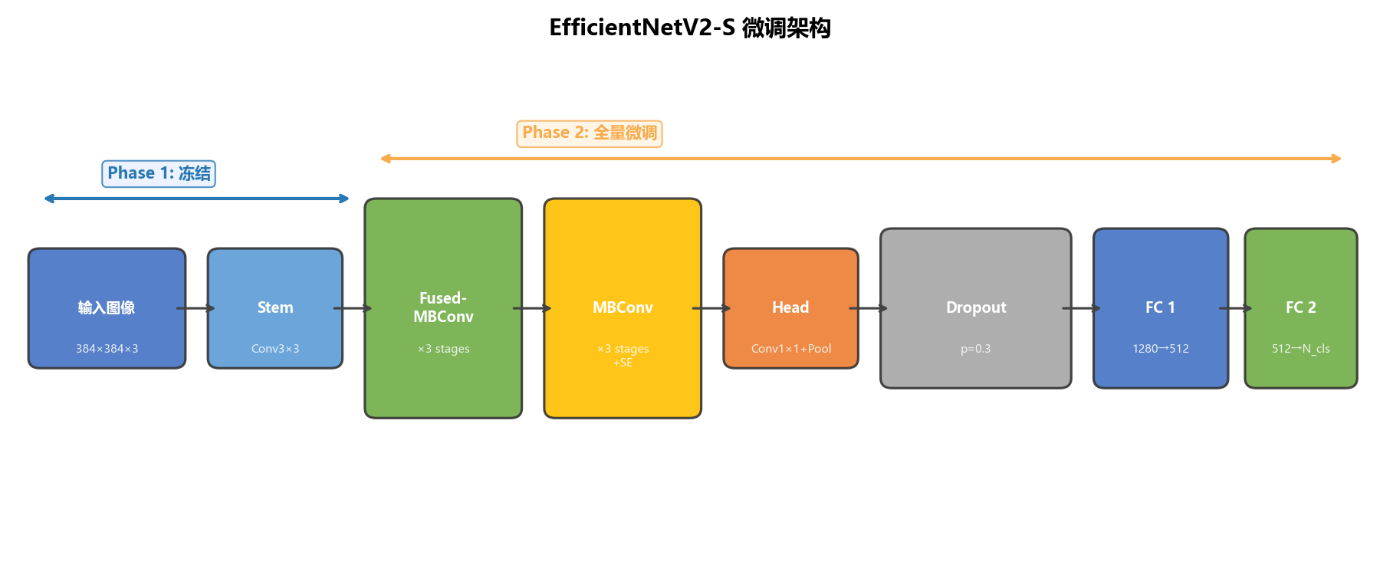 EfficientNetV2-S 微调架构
Phase 2: 全量微调
Phase 1: 冻结
输入图像
384×384×3
Stem
Conv3×3
Fused-
MBConv
×3 stages
MBConv
×3 stages
+SE
Head
Conv1×1+Pool
Dropout
p=0.3
FC 1
1280→512
FC 2
512→N_cls